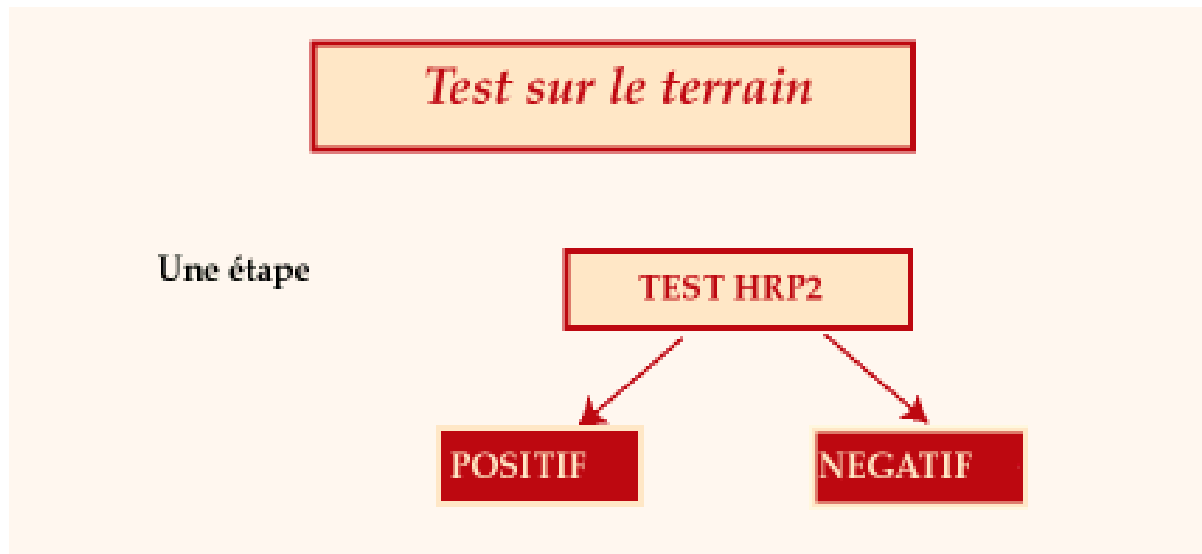 Test sur le terrain
Une étape
TEST HRP2
POSITIF
NEGATIF